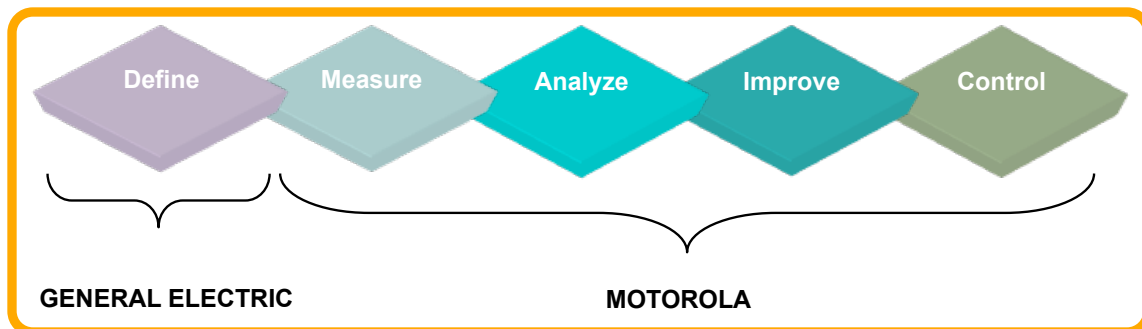 Define Measure Analyze Improve Control
GENERAL ELECTRIC MOTOROLA